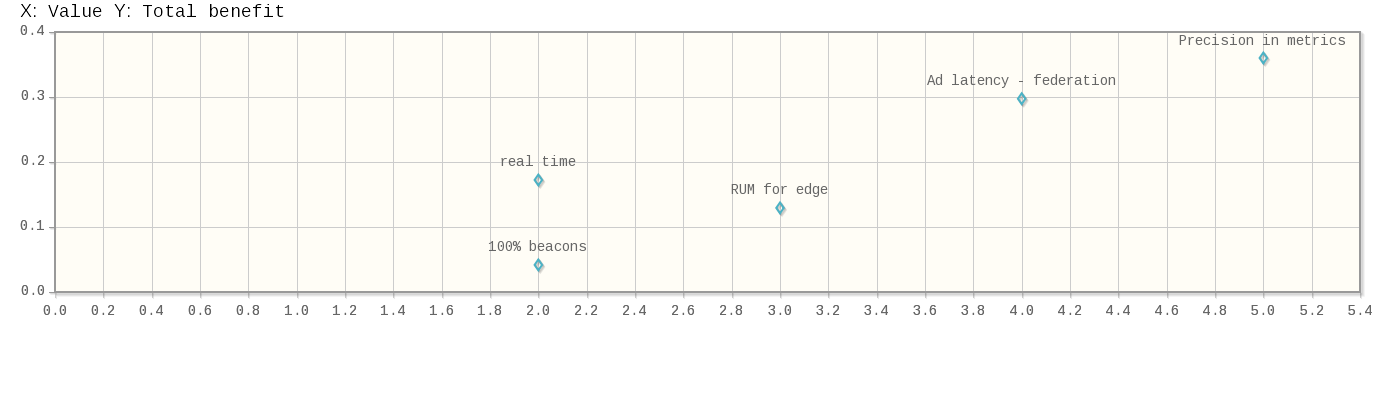 X: Value Y: Total benefit
0.4
Precision in metrics
Ad latency - federation
0.3
0.2
real time
RUM for edge
0.1
100% beacons
0.0
0.0 0.2 0.4 0.6 0.8 1.0 1.2 1.4 1.6 1.8 2.0 2.2 2.4 2.6 2.8 3.0 3.2 3.4 3.6 3.8 4.0 4.2 4.4 4.6 4.8 5.0 5.2 5.4